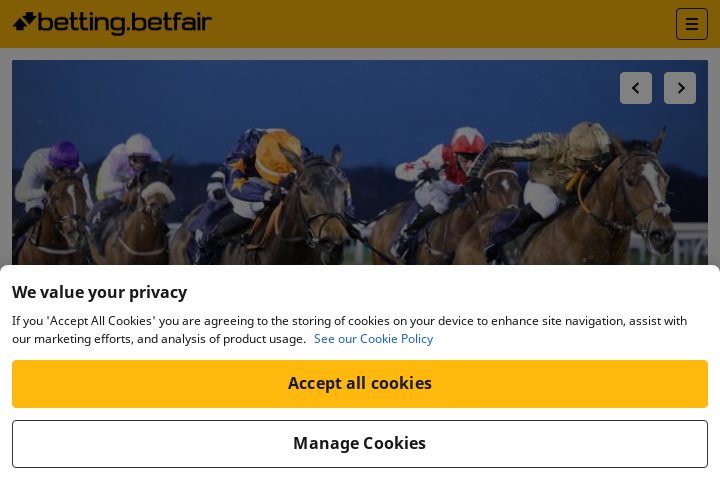 betting.betfair
We value your privacy
If you 'Accept All Cookies' you are agreeing to the storing of cookies on your device to enhance site navigation, assist with
our marketing efforts, and analysis of product usage. See our Cookie Policy
Accept all cookies
Manage Cookies